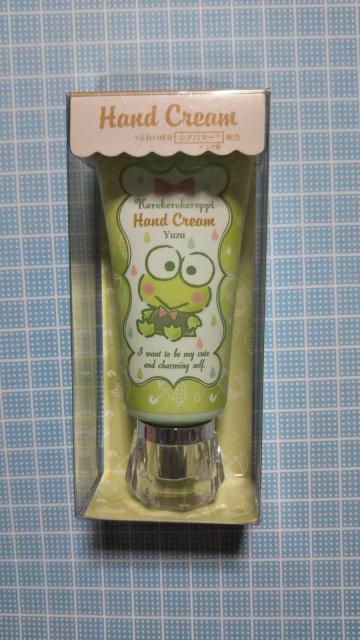 Hand Cream
うるおい成分 シアバター* 配合
Kerokerokeroppi
Hand Cream
Yuzu
I want to be my cute
and charming self.